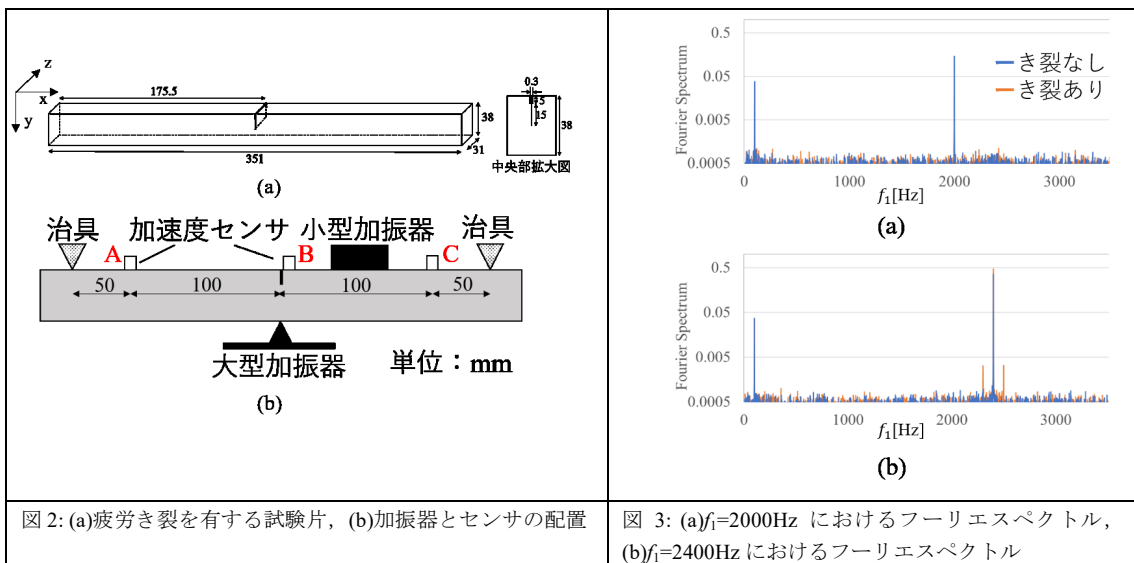 z
x
y
175.5
38
31
351
(a)
0.3
5
15
38
中央部拡大図
治具
加速度センサ
小型加振器
治具
A
B
C
50
100
100
50
大型加振器
単位：mm
(b)
図 2: (a)疲労き裂を有する試験片，(b)加振器とセンサの配置
0.5
0.05
0.005
0.0005
Fourier Spectrum
き裂なし
き裂あり
0
1000
2000
3000
f₁[Hz]
(a)
0.5
0.05
0.005
0.0005
Fourier Spectrum
0
1000
2000
3000
f₁[Hz]
(b)
図 3: (a)f₁=2000Hz におけるフーリエスペクトル，
(b)f₁=2400Hz におけるフーリエスペクトル